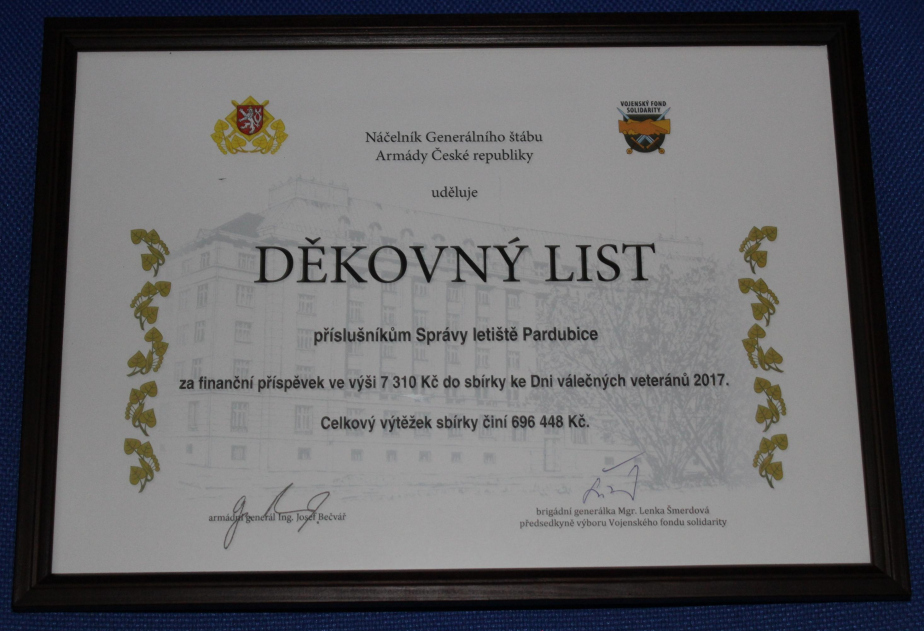 VOJENSKÝ FOND
SOLIDARITY
Náčelník Generálního štábu
Armády České republiky
uděluje
DĚKOVNÝ LIST
příslušníkům Správy letiště Pardubice
za finanční příspěvek ve výši 7 310 Kč do sbírky ke Dni válečných veteránů 2017.
Celkový výtěžek sbírky činí 696 448 Kč.
armádní generál Ing. Josef Bečvář
brigádní generálka Mgr. Lenka Šmerdová
předsedkyně výboru Vojenského fondu solidarity